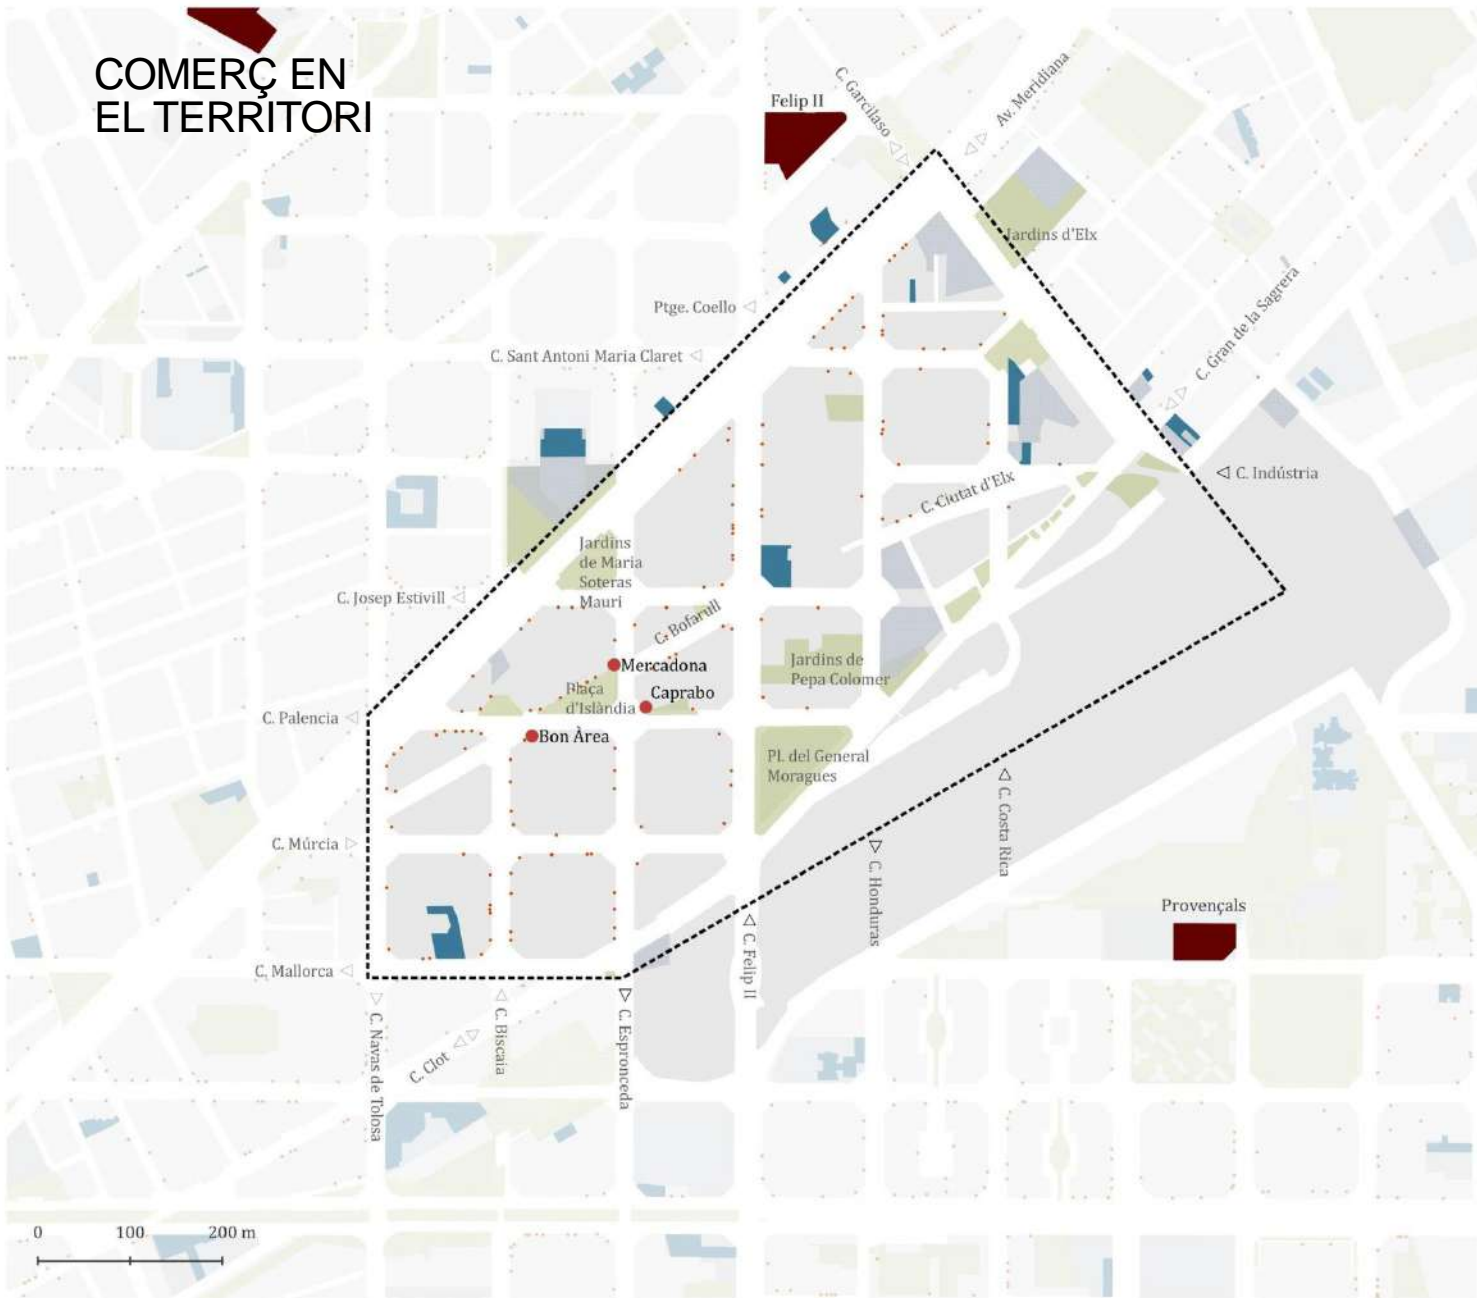 COMERÇ EN
EL TERRITORI
Felip II
C. Garcilaso
Av. Meridiana
Jardins d'Elx
Ptge. Coello
C. Gran de la Sagrera
C. Sant Antoni Maria Claret
C. Indústria
C. Ciutat d'Elx
Jardins
de Maria
Soteras
Mauri
C. Josep Estivill
C. Bofarull
Mercadona
Jardins de
Pepa Colomer
Plaça
d'Islàndia
Caprabo
C. Palencia
Bon Àrea
Pl. del General
Moragues
C. Costa Rica
C. Múrcia
C. Honduras
Provençals
C. Felip II
C. Mallorca
C. Navas de Tolosa
C. Clot
C. Biscaia
C. Espronceda
0 100 200 m